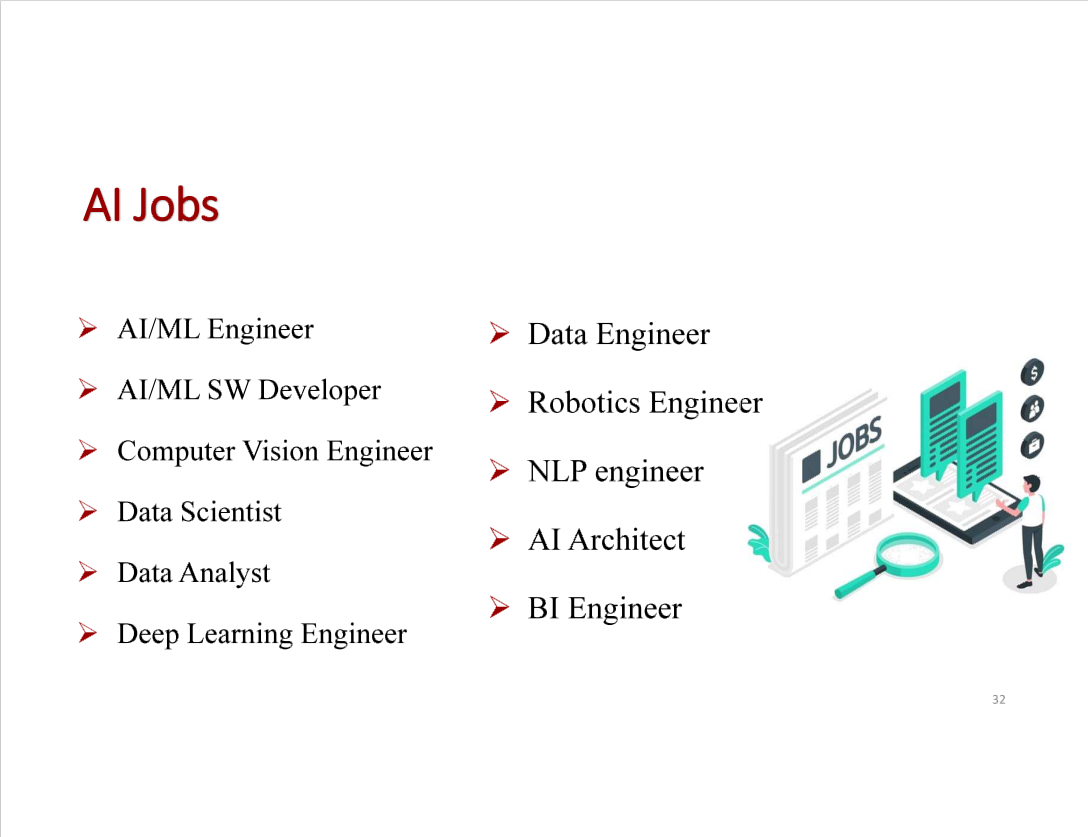 AI Jobs
AI/ML Engineer
AI/ML SW Developer
Computer Vision Engineer
Data Scientist
Data Analyst
Deep Learning Engineer
Data Engineer
Robotics Engineer
NLP engineer
AI Architect
BI Engineer
JOBS
$
32